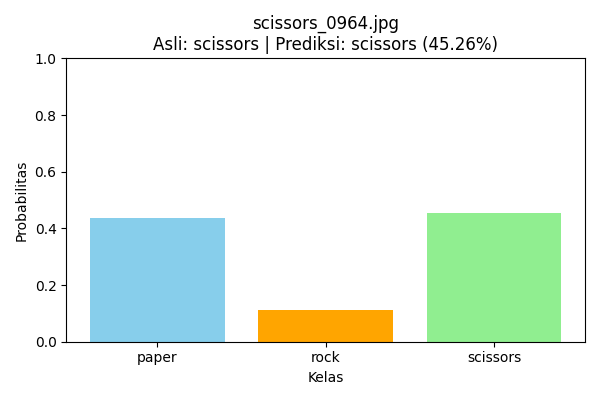 scissors_0964.jpg
Asli: scissors | Prediksi: scissors (45.26%)
1.0
0.8
0.6
0.4
0.2
0.0
Probabilitas
paper
rock
scissors
Kelas